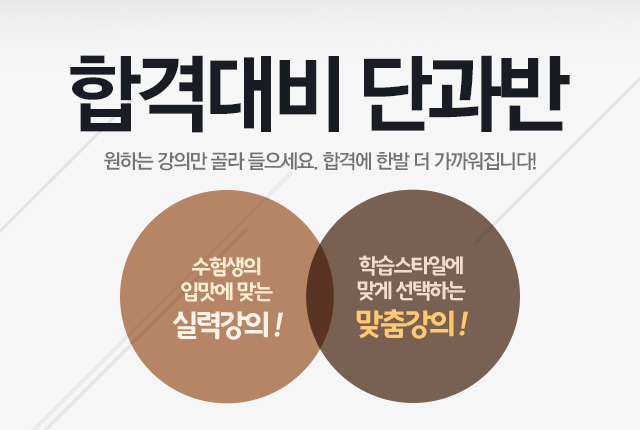 합격대비 단과반
원하는 강의만 골라 들으세요. 합격에 한발 더 가까워집니다!
수험생의
입맛에 맞는
실력강의!
학습스타일에
맞게 선택하는
맞춤강의!